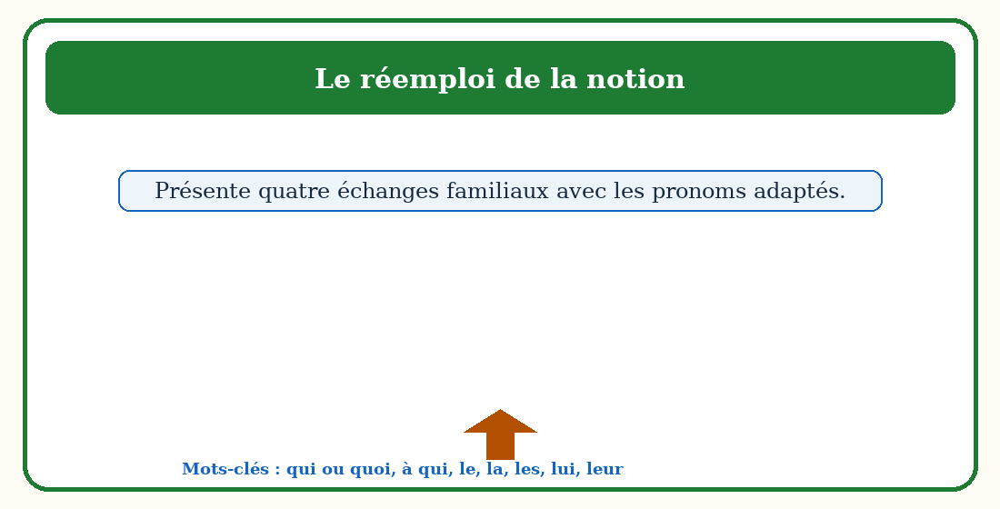 Le réemploi de la notion
Présente quatre échanges familiaux avec les pronoms adaptés.
Mots-clés : qui ou quoi, à qui, le, la, les, lui, leur